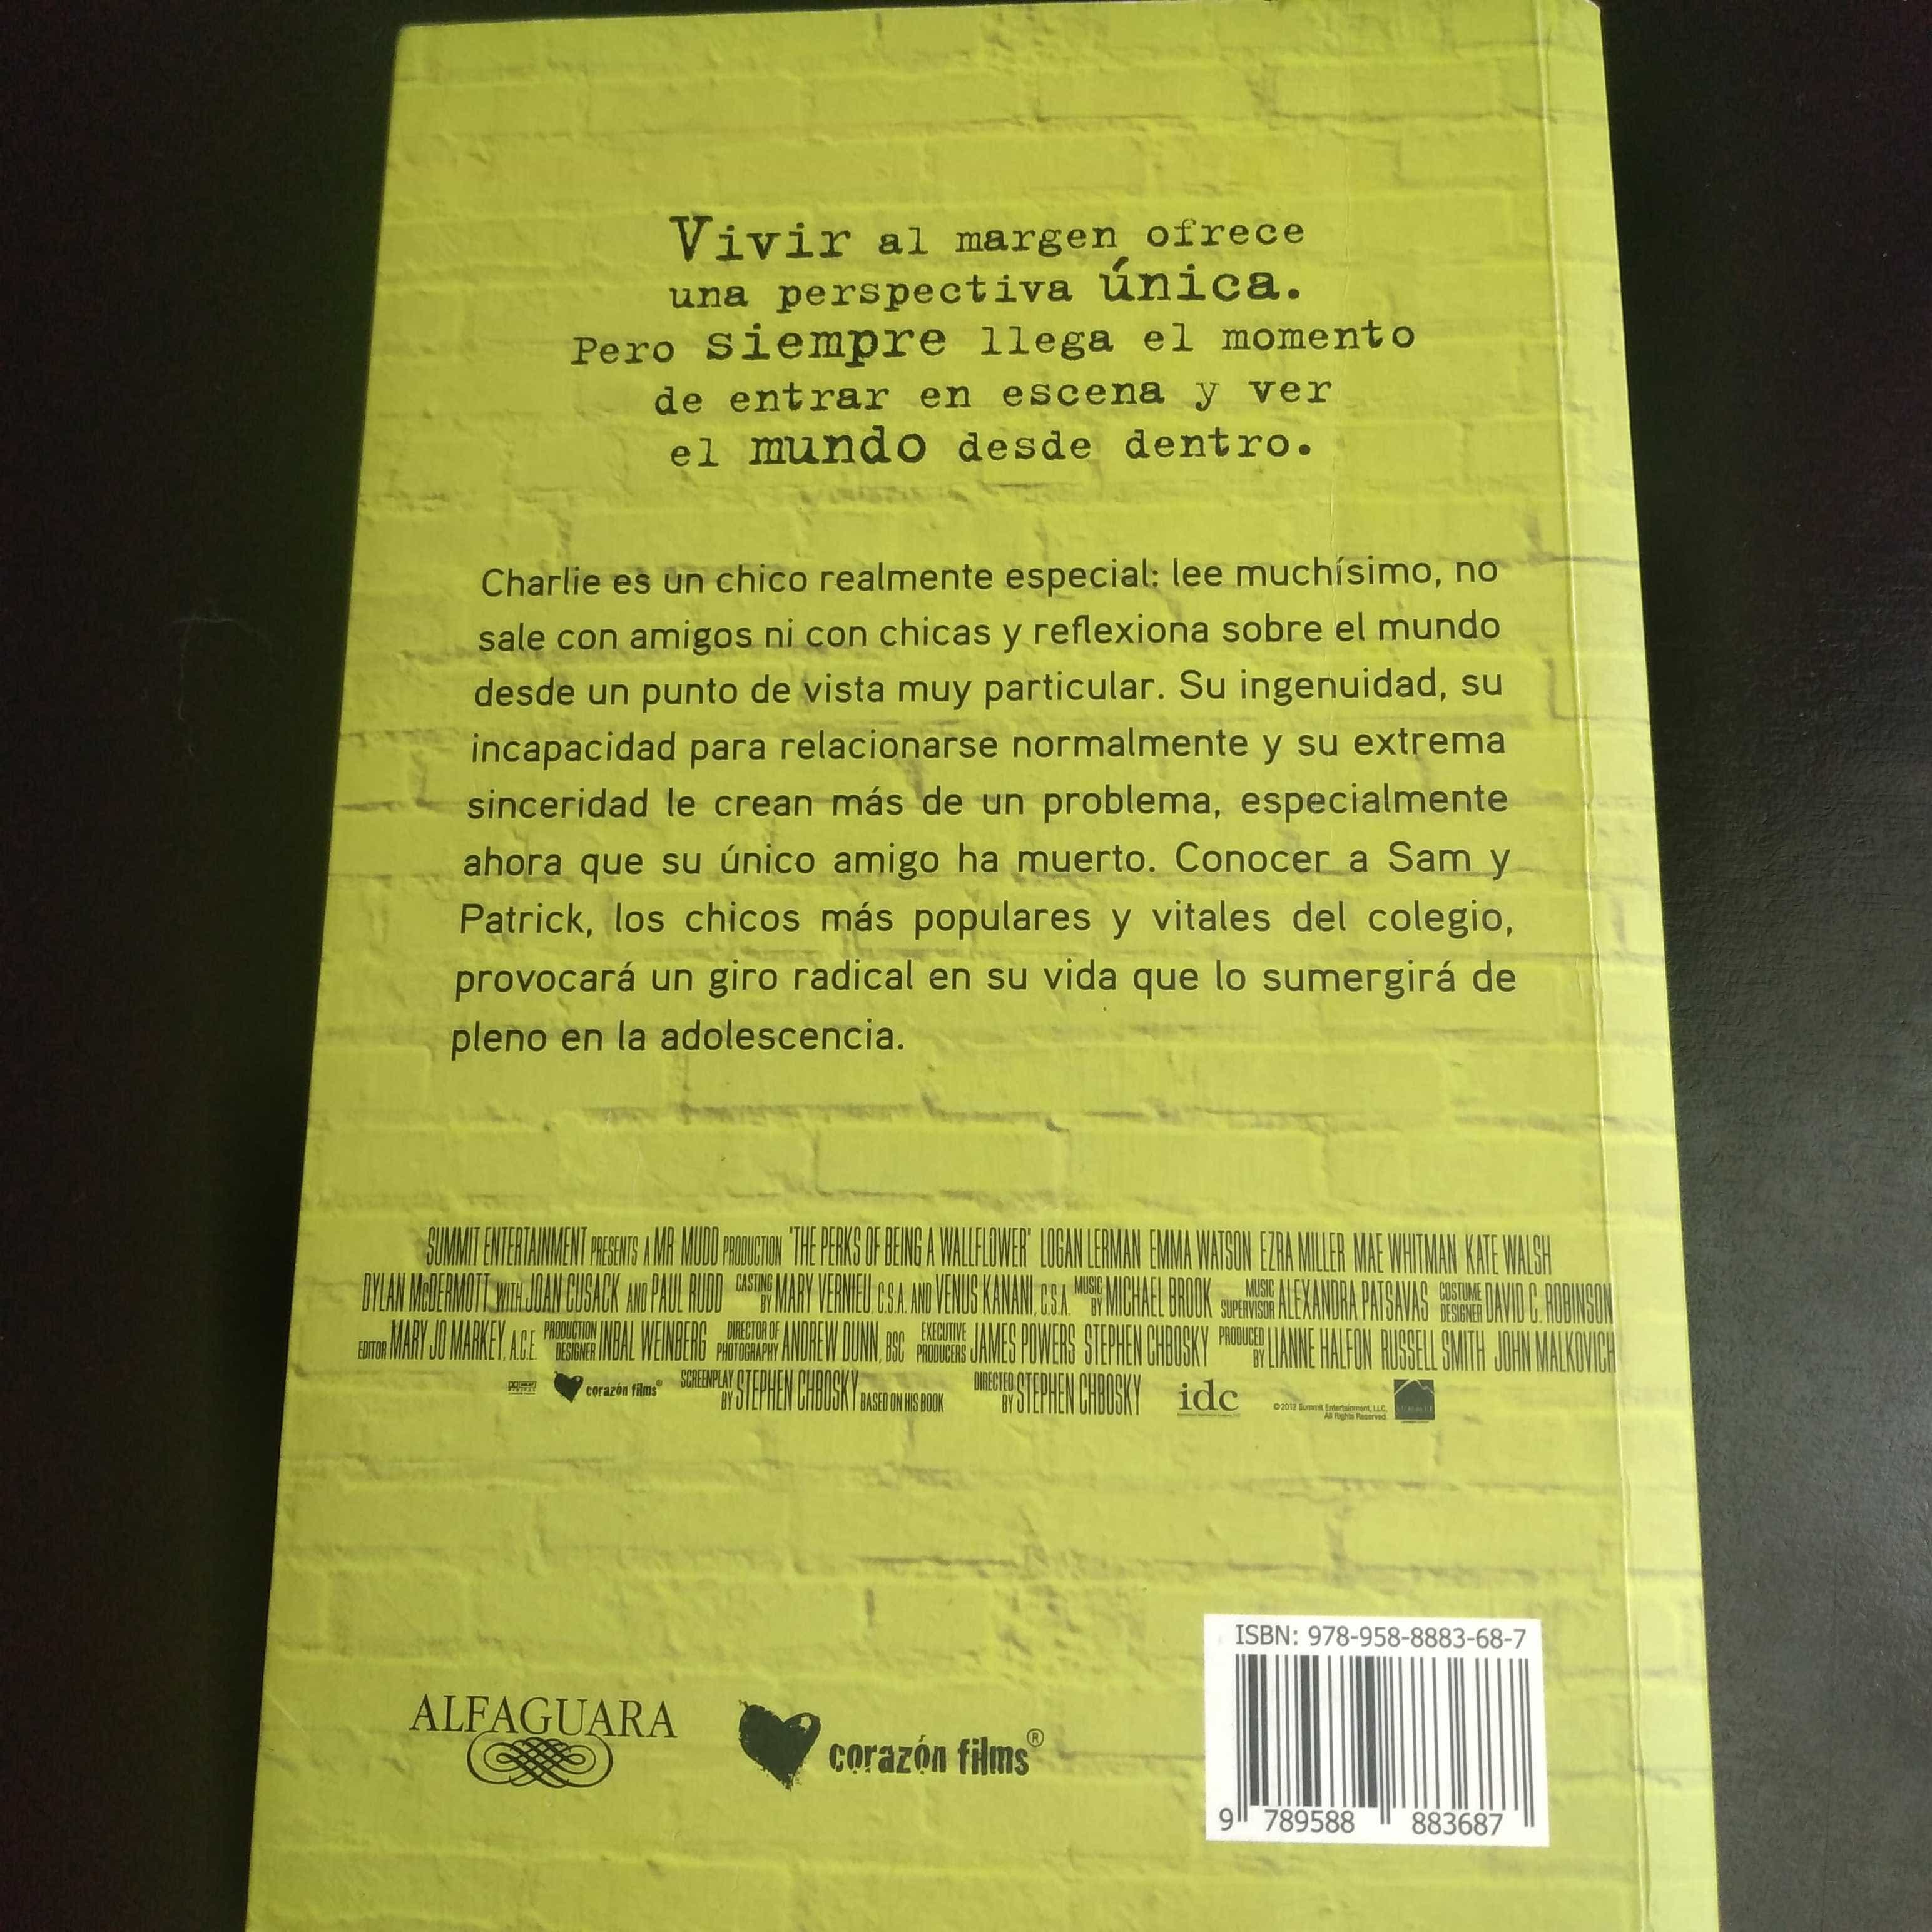 Vivir al margen ofrece
una perspectiva única.
Pero siempre llega el momento
de entrar en escena y ver
el mundo desde dentro.
Charlie es un chico realmente especial: lee muchísimo, no
sale con amigos ni con chicas y reflexiona sobre el mundo
desde un punto de vista muy particular. Su ingenuidad, su
incapacidad para relacionarse normalmente y su extrema
sinceridad le crean más de un problema, especialmente
ahora que su único amigo ha muerto. Conocer a Sam y
Patrick, los chicos más populares y vitales del colegio,
provocará un giro radical en su vida que lo sumergirá de
pleno en la adolescencia.
SUMMIT ENTERTAINMENT PRESENTS A MR MUDD PRODUCTION "THE PERKS OF BEING A WALLFLOWER" LOGAN LERMAN EMMA WATSON EZRA MILLER MAE WHITMAN KATE WALSH
DYLAN McDERMOTT WITH JOAN CUSACK AND PAUL RUDD CASTING BY MARY VERNIEU, C.S.A. AND VENUS KANANI, C.S.A. MUSIC BY MICHAEL BROOK MUSIC SUPERVISOR ALEXANDRA PATSAVAS COSTUME DESIGNER DAVID C. ROBINSON
EDITOR MARY JO MARKEY, A.C.E. PRODUCTION DESIGNER INBAL WEINBERG DIRECTOR OF PHOTOGRAPHY ANDREW DUNN, BSC EXECUTIVE PRODUCERS JAMES POWERS STEPHEN CHBOSKY PRODUCED BY LIANNE HALFON RUSSELL SMITH JOHN MALKOVICH
corazón films® SCREENPLAY BY STEPHEN CHBOSKY BASED ON HIS BOOK DIRECTED BY STEPHEN CHBOSKY idc ©2012 Summit Entertainment, LLC. All Rights Reserved. SUMMIT
ISBN: 978-958-8883-68-7
ALFAGUARA
corazón films®
9 789588 883687